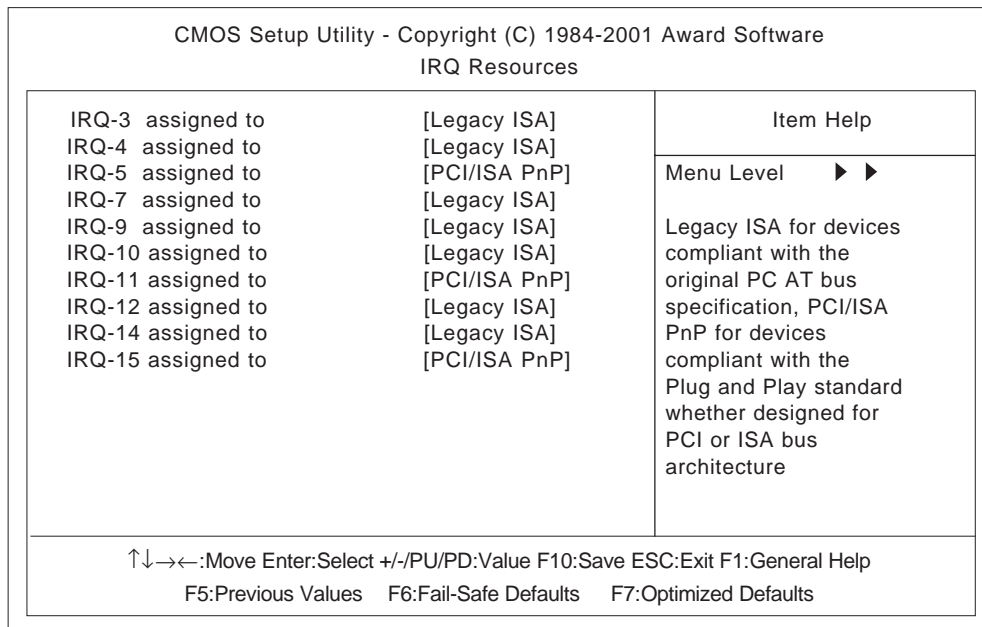 CMOS Setup Utility - Copyright (C) 1984-2001 Award Software
IRQ Resources
IRQ-3 assigned to [Legacy ISA]
IRQ-4 assigned to [Legacy ISA]
IRQ-5 assigned to [PCI/ISA PnP]
IRQ-7 assigned to [Legacy ISA]
IRQ-9 assigned to [Legacy ISA]
IRQ-10 assigned to [Legacy ISA]
IRQ-11 assigned to [PCI/ISA PnP]
IRQ-12 assigned to [Legacy ISA]
IRQ-14 assigned to [Legacy ISA]
IRQ-15 assigned to [PCI/ISA PnP]
Item Help
Menu Level ▶ ▶
Legacy ISA for devices
compliant with the
original PC AT bus
specification, PCI/ISA
PnP for devices
compliant with the
Plug and Play standard
whether designed for
PCI or ISA bus
architecture
↑↓→←:Move Enter:Select +/-/PU/PD:Value F10:Save ESC:Exit F1:General Help
F5:Previous Values F6:Fail-Safe Defaults F7:Optimized Defaults